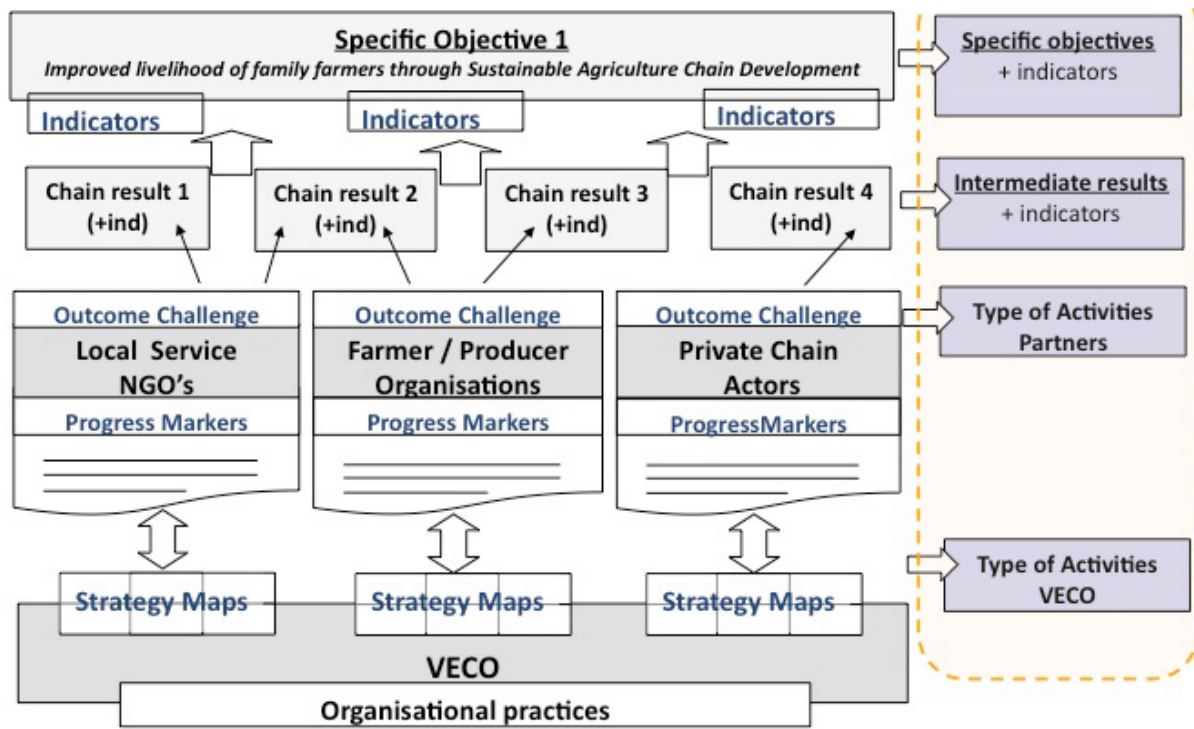 Specific Objective 1
Improved livelihood of family farmers through Sustainable Agriculture Chain Development
Specific objectives
+ indicators
Indicators
Indicators
Indicators
Chain result 1
(+ind)
Chain result 2
(+ind)
Chain result 3
(+ind)
Chain result 4
(+ind)
Intermediate results
+ indicators
Outcome Challenge
Local Service
NGO's
Progress Markers
Outcome Challenge
Farmer / Producer
Organisations
Progress Markers
Outcome Challenge
Private Chain
Actors
ProgressMarkers
Type of Activities
Partners
Strategy Maps
Strategy Maps
Strategy Maps
Type of Activities
VECO
VECO
Organisational practices